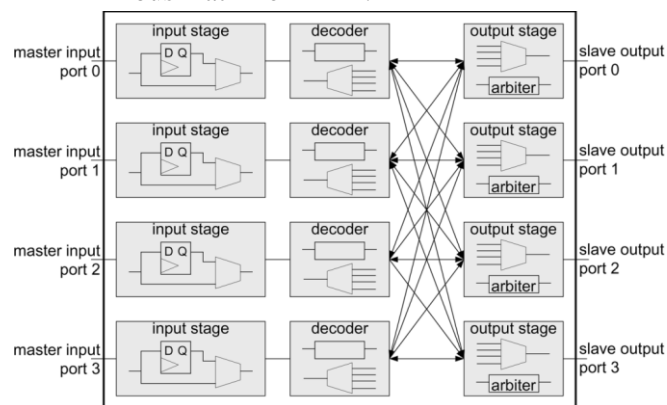 input stage decoder output stage
master input port 0
D Q
arbiter
slave output port 0
input stage decoder output stage
master input port 1
D Q
arbiter
slave output port 1
input stage decoder output stage
master input port 2
D Q
arbiter
slave output port 2
input stage decoder output stage
master input port 3
D Q
arbiter
slave output port 3